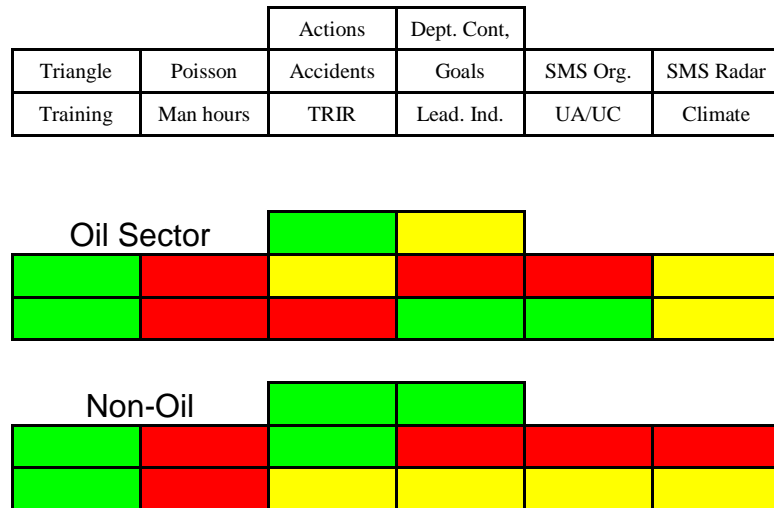 Actions Dept. Cont,
Triangle Poisson Accidents Goals SMS Org. SMS Radar
Training Man hours TRIR Lead. Ind. UA/UC Climate
Oil Sector
Non-Oil